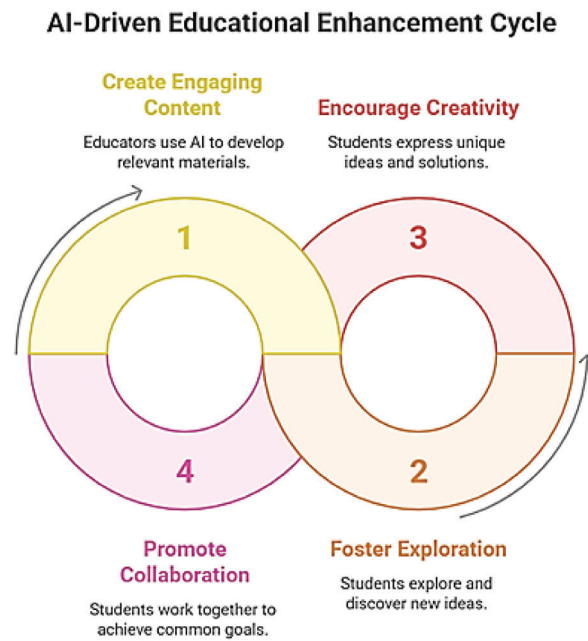 AI-Driven Educational Enhancement Cycle
Create Engaging
Content
Educators use AI to develop
relevant materials.
Encourage Creativity
Students express unique
ideas and solutions.
1
3
4
2
Promote
Collaboration
Students work together to
achieve common goals.
Foster Exploration
Students explore and
discover new ideas.